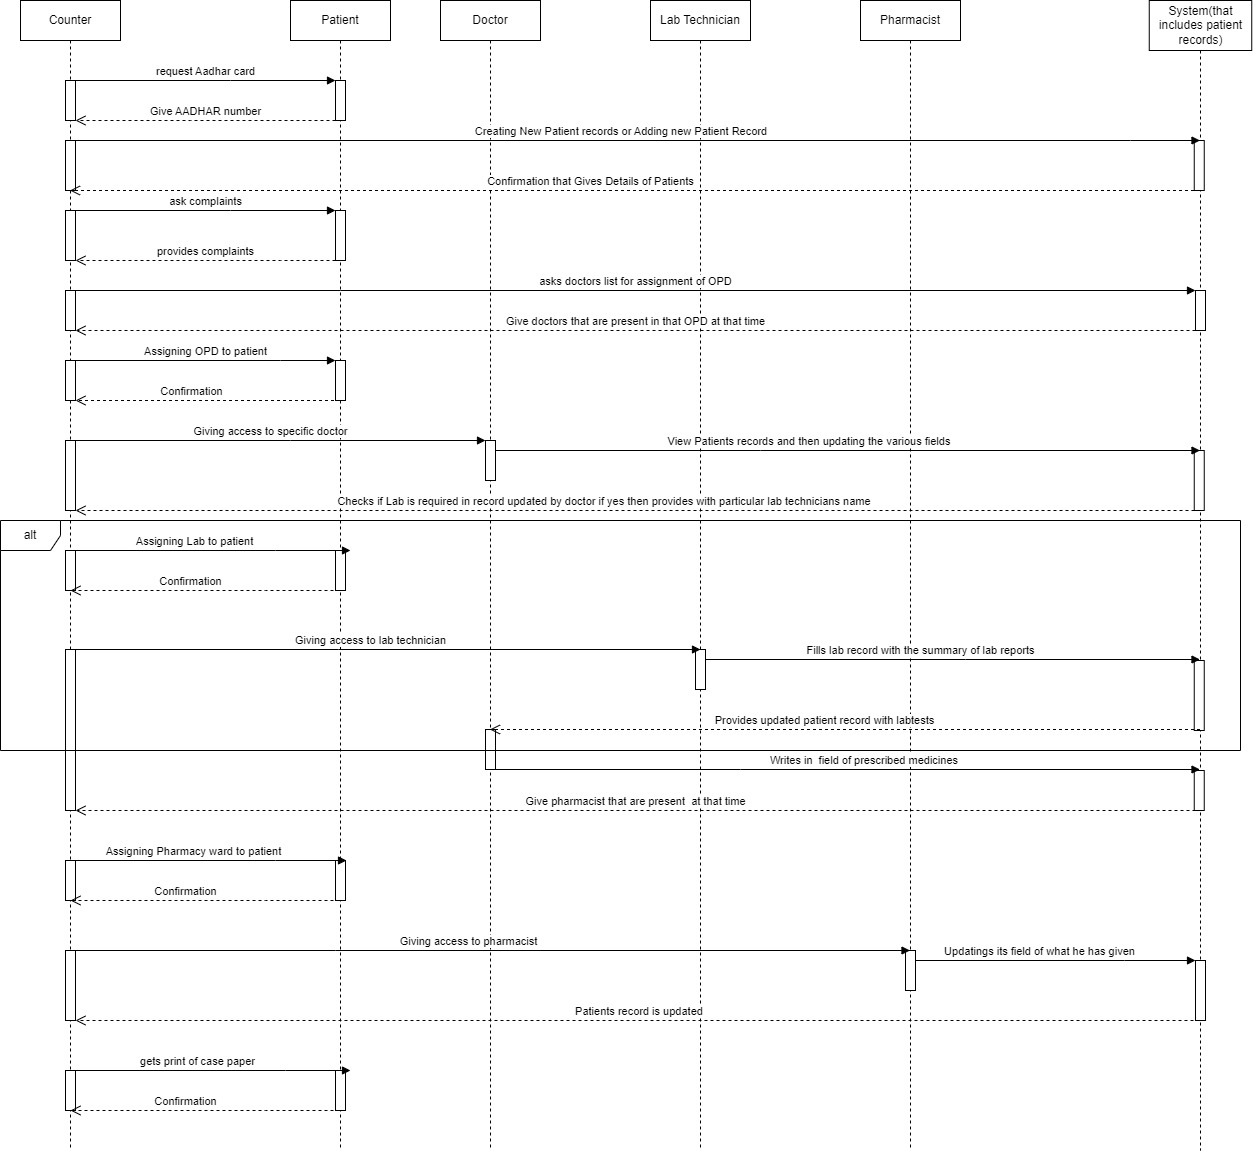 Counter
Patient
Doctor
Lab Technician
Pharmacist
System(that
includes patient
records)
request Aadhar card
Give AADHAR number
Creating New Patient records or Adding new Patient Record
Confirmation that Gives Details of Patients
ask complaints
provides complaints
asks doctors list for assignment of OPD
Give doctors that are present in that OPD at that time
Assigning OPD to patient
Confirmation
Giving access to specific doctor
View Patients records and then updating the various fields
Checks if Lab is required in record updated by doctor if yes then provides with particular lab technicians name
alt
Assigning Lab to patient
Confirmation
Giving access to lab technician
Fills lab record with the summary of lab reports
Provides updated patient record with labtests
Writes in  field of prescribed medicines
Give pharmacist that are present  at that time
Assigning Pharmacy ward to patient
Confirmation
Giving access to pharmacist
Updatings its field of what he has given
Patients record is updated
gets print of case paper
Confirmation